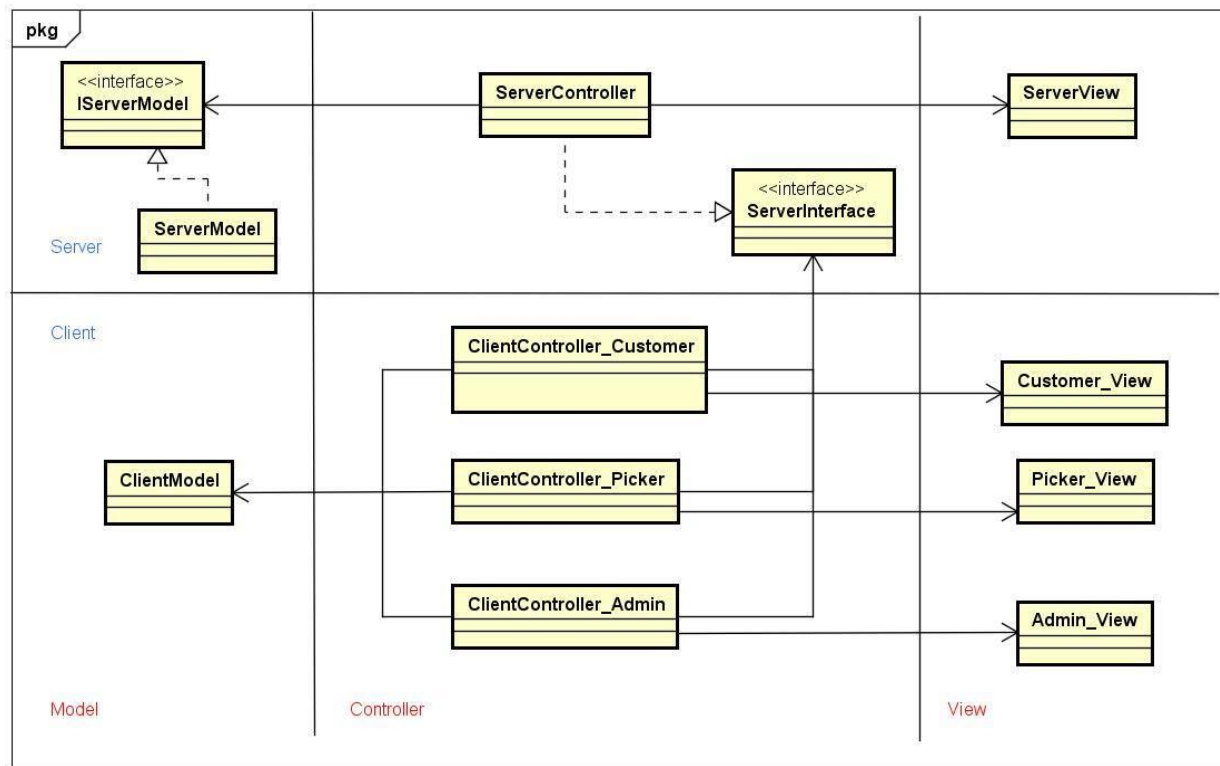 pkg
<<interface>>
IServerModel
ServerController
ServerView
<<interface>>
ServerInterface
ServerModel
Server
Client
ClientController_Customer
Customer_View
ClientModel
ClientController_Picker
Picker_View
ClientController_Admin
Admin_View
Model
Controller
View